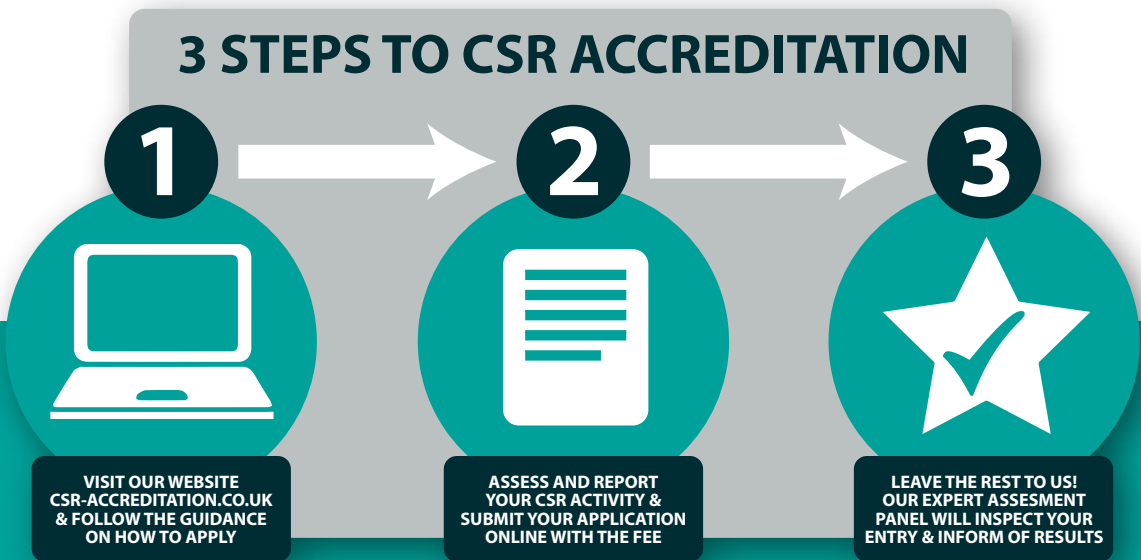 3 STEPS TO CSR ACCREDITATION
1
2
3
VISIT OUR WEBSITE
CSR-ACCREDITATION.CO.UK
& FOLLOW THE GUIDANCE
ON HOW TO APPLY
ASSESS AND REPORT
YOUR CSR ACTIVITY &
SUBMIT YOUR APPLICATION
ONLINE WITH THE FEE
LEAVE THE REST TO US!
OUR EXPERT ASSESMENT
PANEL WILL INSPECT YOUR
ENTRY & INFORM OF RESULTS